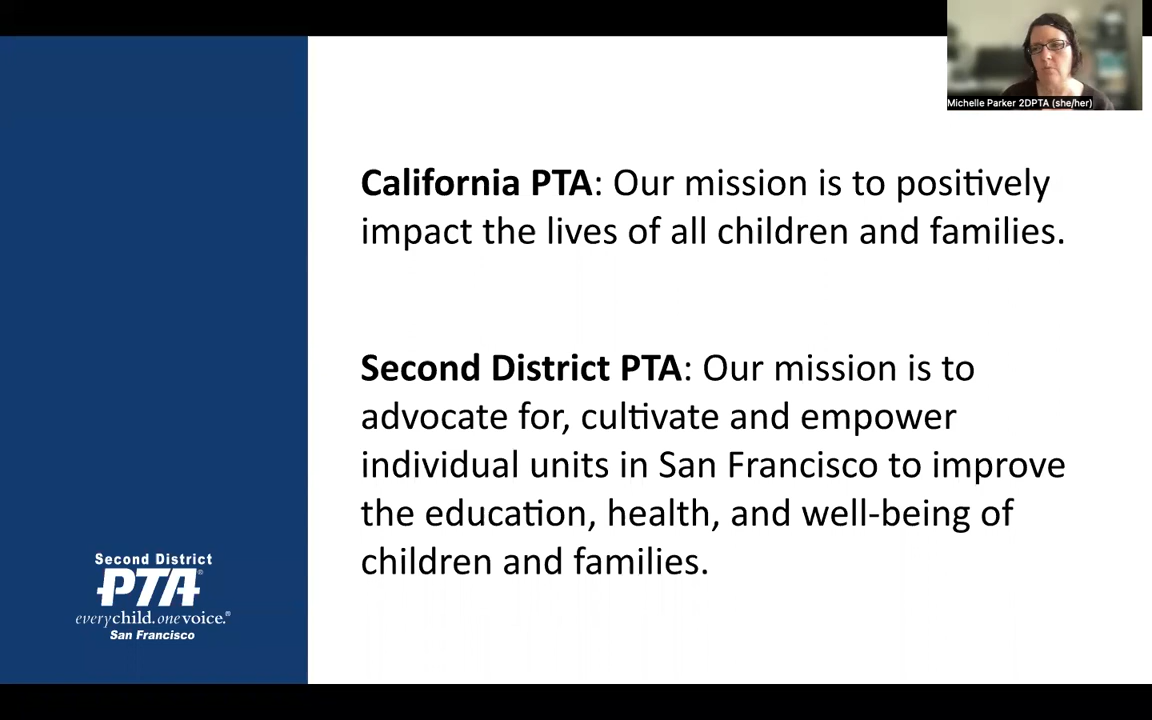 Michelle Parker 2DPTA (she/her)
California PTA: Our mission is to positively
impact the lives of all children and families.
Second District PTA: Our mission is to
advocate for, cultivate and empower
individual units in San Francisco to improve
the education, health, and well-being of
children and families.
Second District
PTA®
everychild.onevoice.®
San Francisco